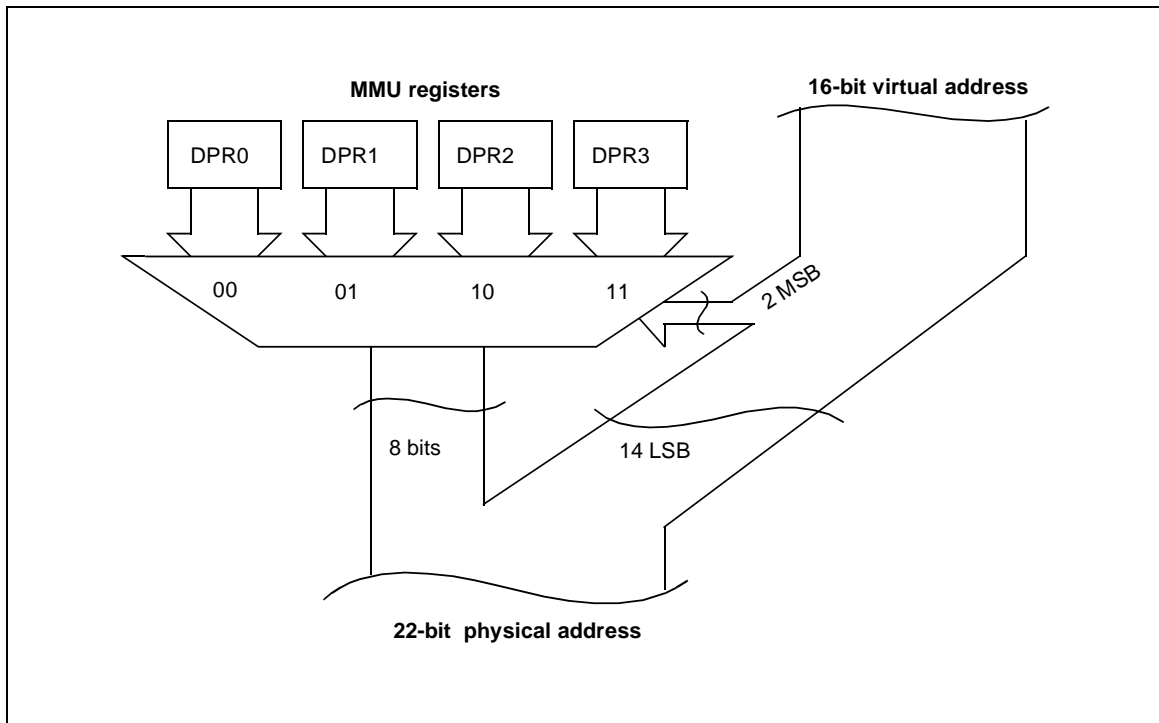 MMU registers
16-bit virtual address
DPR0 DPR1 DPR2 DPR3
00 01 10 11
2 MSB
8 bits
14 LSB
22-bit physical address